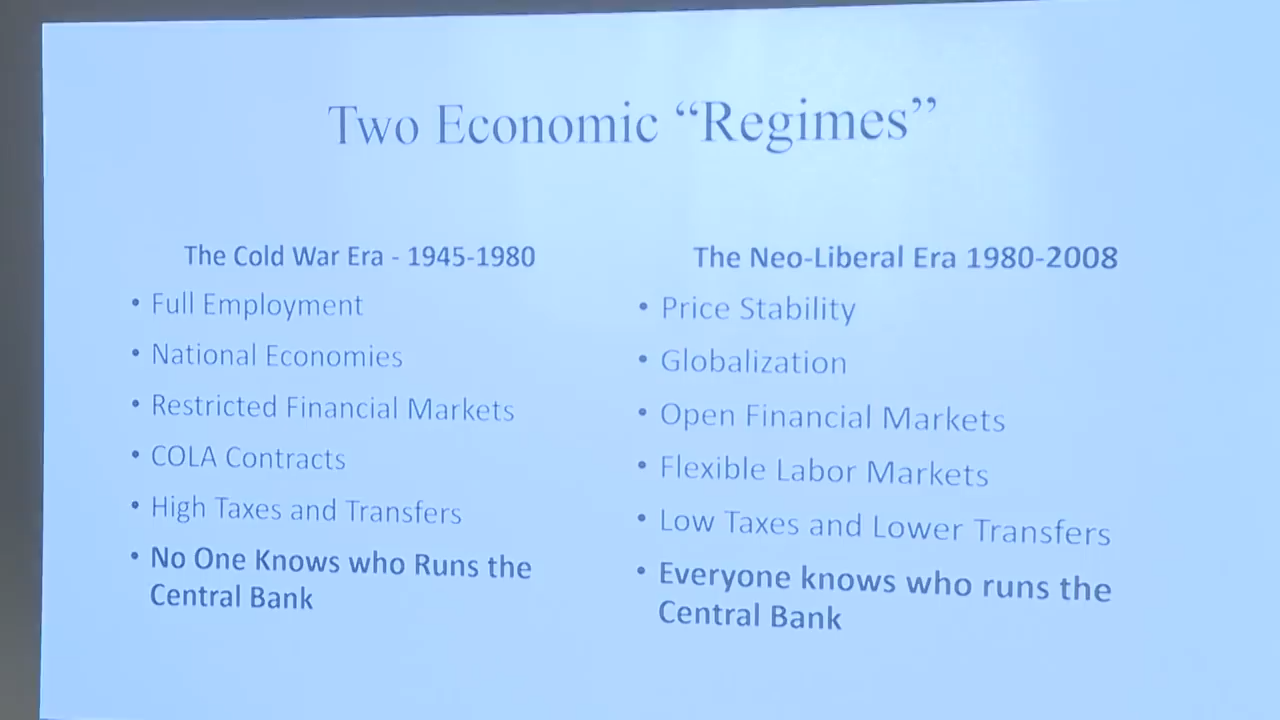 Two Economic “Regimes”
The Cold War Era - 1945-1980
• Full Employment
• National Economies
• Restricted Financial Markets
• COLA Contracts
• High Taxes and Transfers
• No One Knows who Runs the
Central Bank
The Neo-Liberal Era 1980-2008
• Price Stability
• Globalization
• Open Financial Markets
• Flexible Labor Markets
• Low Taxes and Lower Transfers
• Everyone knows who runs the
Central Bank